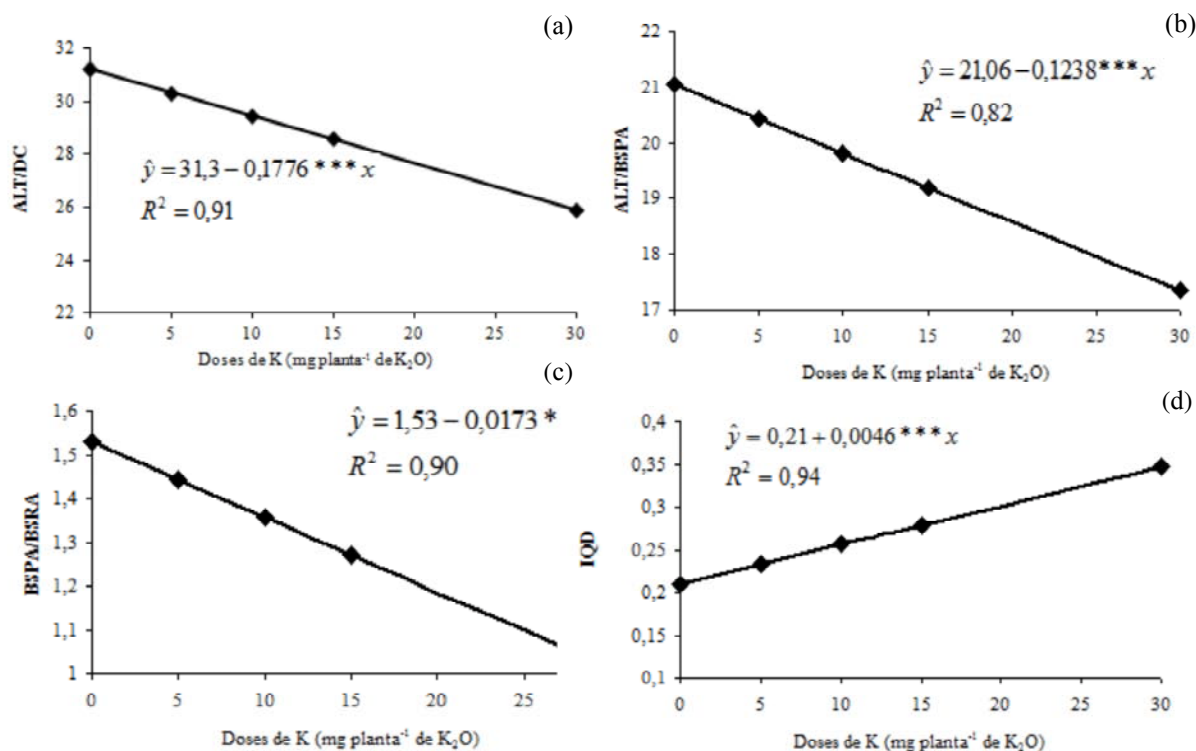 (a)
32
30
28
26
24
22
ALT/DC
ŷ = 31,3 – 0,1776 *** x
R² = 0,91
0 5 10 15 20 25 30
Doses de K (mg planta⁻¹ de K₂O)
(b)
22
21
20
19
18
17
ALT/BSPA
ŷ = 21,06 – 0,1238*** x
R² = 0,82
0 5 10 15 20 25 30
Doses de K (mg planta⁻¹ de K₂O)
(c)
1,6
1,5
1,4
1,3
1,2
1,1
1
BSPA/BSRA
ŷ = 1,53 – 0,0173 *
R² = 0,90
0 5 10 15 20 25
Doses de K (mg planta⁻¹ de K₂O)
(d)
0,4
0,35
0,3
0,25
0,2
0,15
0,1
IQD
ŷ = 0,21 + 0,0046 *** x
R² = 0,94
0 5 10 15 20 25 30
Doses de K (mg planta⁻¹ de K₂O)